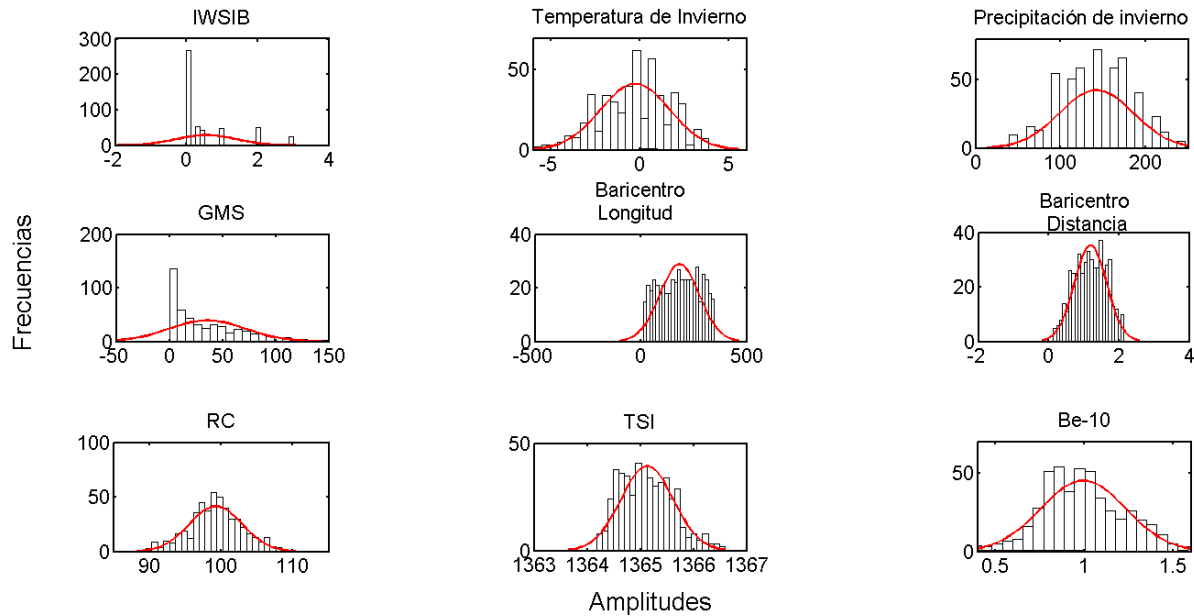 IWSIB
Temperatura de Invierno
Precipitación de invierno
300
200
100
0
-2 0 2 4
50
0
-5 0 5
50
0
0 100 200
GMS
Baricentro
Longitud
Baricentro
Distancia
200
100
0
-50 0 50 100 150
40
20
0
-500 0 500
40
20
0
-2 0 2 4
Frecuencias
RC
TSI
Be-10
100
50
0
90 100 110
50
0
1363 1364 1365 1366 1367
50
0
0.5 1 1.5
Amplitudes